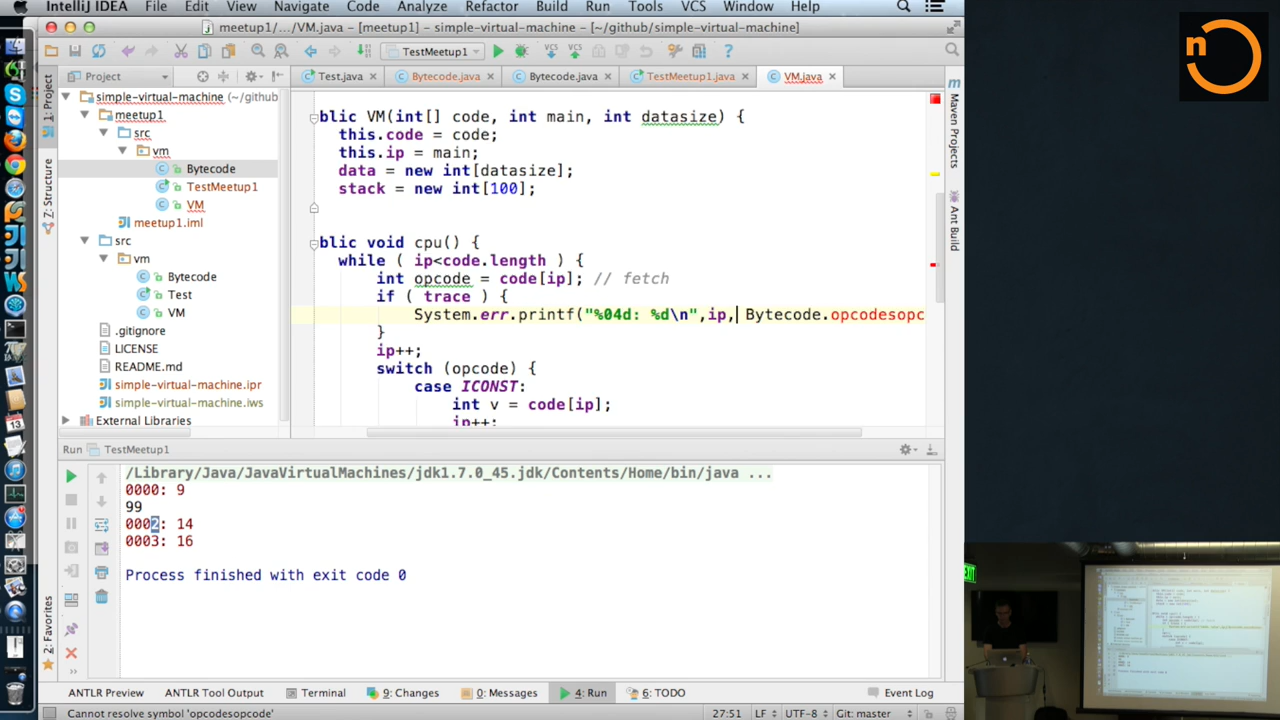 IntelliJ IDEA File Edit View Navigate Code Analyze Refactor Build Run Tools VCS Window Help
meetup1/.../VM.java – [meetup1] – simple-virtual-machine – [~/github/simple-virtual-machine]
TestMeetup1
VCS VCS
Project
Test.java Bytecode.java Bytecode.java TestMeetup1.java VM.java
1: Project
Z: Structure
2: Favorites
Maven Projects
Ant Build
simple-virtual-machine (~/github
meetup1
src
vm
Bytecode
TestMeetup1
VM
meetup1.iml
src
vm
Bytecode
Test
VM
.gitignore
LICENSE
README.md
simple-virtual-machine.ipr
simple-virtual-machine.iws
External Libraries
blic VM(int[] code, int main, int datasize) {
this.code = code;
this.ip = main;
data = new int[datasize];
stack = new int[100];
blic void cpu() {
while ( ip<code.length ) {
int opcode = code[ip]; // fetch
if ( trace ) {
System.err.printf("%04d: %d\n",ip, Bytecode.opcodesopc
}
ip++;
switch (opcode) {
case ICONST:
int v = code[ip];
ip++;
Run TestMeetup1
/Library/Java/JavaVirtualMachines/jdk1.7.0_45.jdk/Contents/Home/bin/java ...
0000: 9
99
0002: 14
0003: 16
Process finished with exit code 0
ANTLR Preview ANTLR Tool Output Terminal 9: Changes 0: Messages 4: Run 6: TODO Event Log
Cannot resolve symbol 'opcodesopcode' 27:51 LF UTF-8 Git: master
n
EXIT